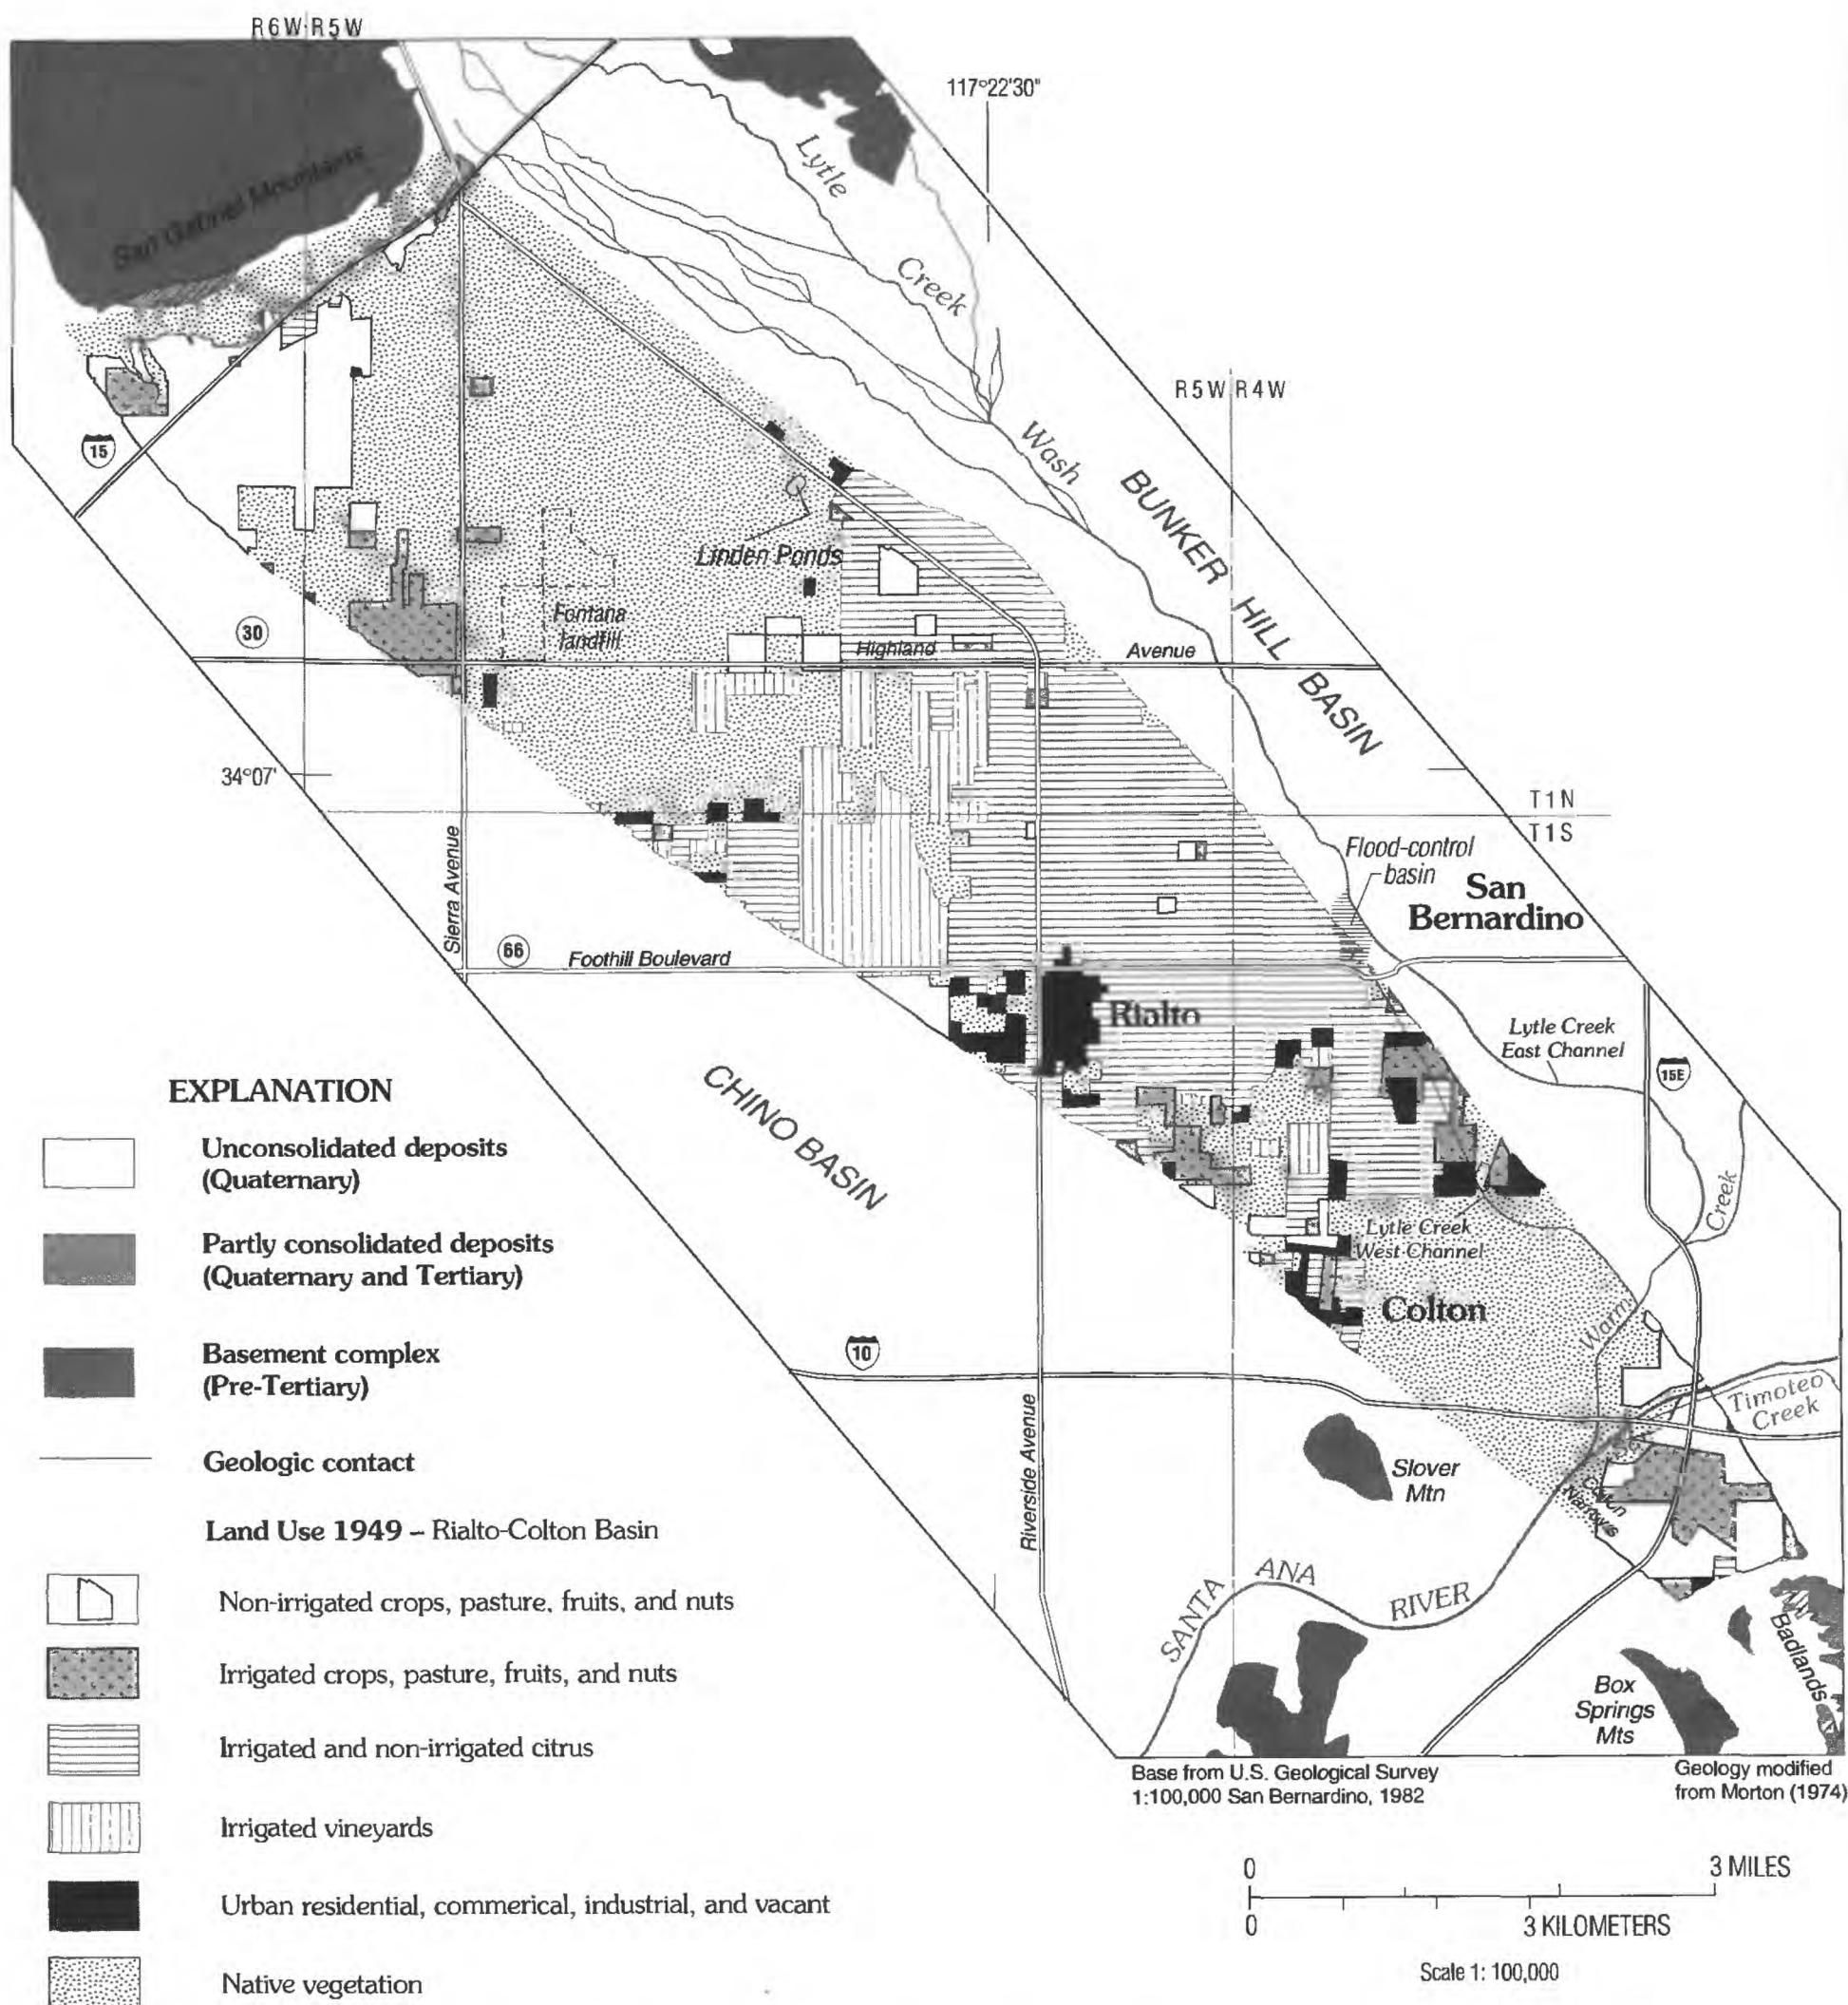 R6W R5W
117°22'30"
San Gabriel Mountains
Lytle
Creek
Wash
R5W R4W
15
BUNKER HILL BASIN
Linden Ponds
Fontana
landfill
30
Highland
Avenue
34°07'
T1N
T1S
Sierra Avenue
Flood-control
basin
San
Bernardino
66
Foothill Boulevard
Rialto
Lytle Creek
East Channel
15E
CHINO BASIN
Creek
Lytle Creek
West Channel
Warm
Colton
10
Timoteo
Creek
San
Colton
Narrows
Slover
Mtn
Riverside Avenue
SANTA ANA RIVER
Badlands
Box
Springs
Mts
Base from U.S. Geological Survey
1:100,000 San Bernardino, 1982
Geology modified
from Morton (1974)
0 3 MILES
0 3 KILOMETERS
Scale 1: 100,000
EXPLANATION
Unconsolidated deposits
(Quaternary)
Partly consolidated deposits
(Quaternary and Tertiary)
Basement complex
(Pre-Tertiary)
Geologic contact
Land Use 1949 – Rialto-Colton Basin
Non-irrigated crops, pasture, fruits, and nuts
Irrigated crops, pasture, fruits, and nuts
Irrigated and non-irrigated citrus
Irrigated vineyards
Urban residential, commerical, industrial, and vacant
Native vegetation